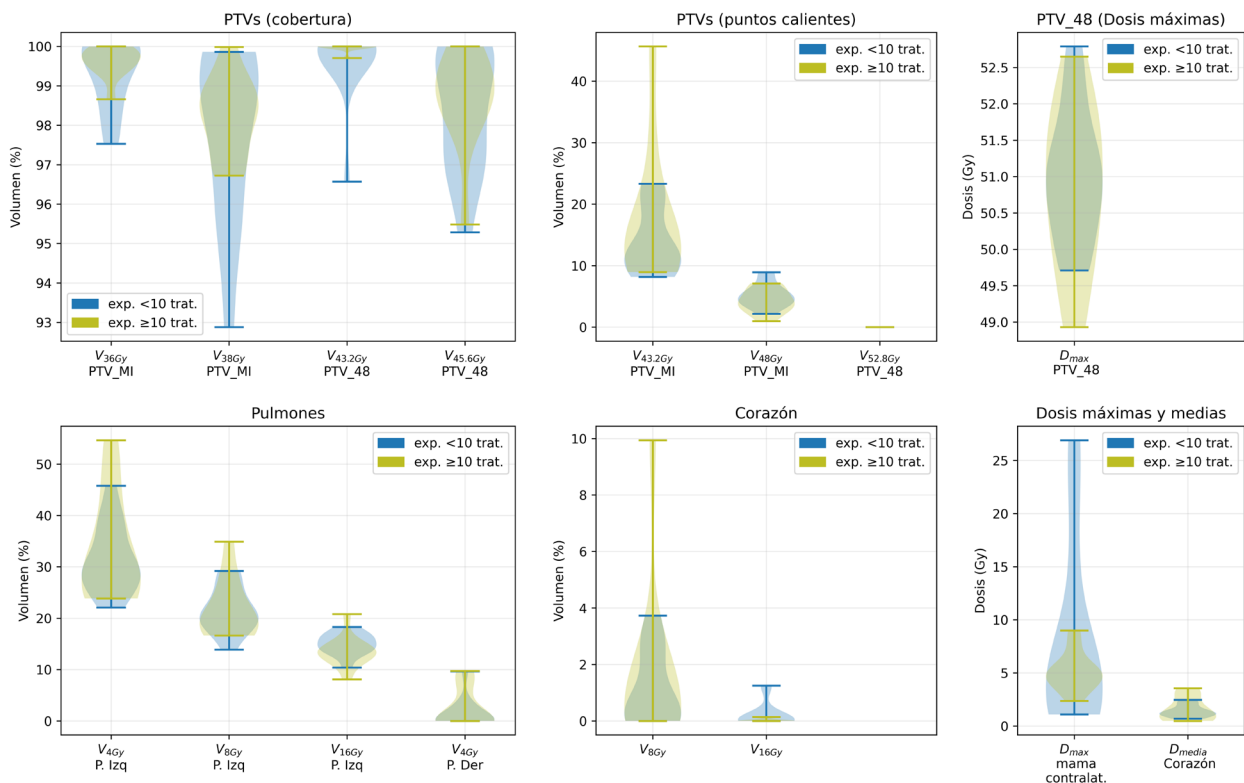 PTVs (cobertura)
Volumen (%)
100
99
98
97
96
95
94
93
exp. <10 trat.
exp. ≥10 trat.
V36Gy
PTV_MI
V38Gy
PTV_MI
V43.2Gy
PTV_48
V45.6Gy
PTV_48
PTVs (puntos calientes)
Volumen (%)
40
30
20
10
0
exp. <10 trat.
exp. ≥10 trat.
V43.2Gy
PTV_MI
V48Gy
PTV_MI
V52.8Gy
PTV_48
PTV_48 (Dosis máximas)
Dosis (Gy)
52.5
52.0
51.5
51.0
50.5
50.0
49.5
49.0
exp. <10 trat.
exp. ≥10 trat.
Dmax
PTV_48
Pulmones
Volumen (%)
50
40
30
20
10
0
exp. <10 trat.
exp. ≥10 trat.
V4Gy
P. Izq
V8Gy
P. Izq
V16Gy
P. Izq
V4Gy
P. Der
Corazón
Volumen (%)
10
8
6
4
2
0
exp. <10 trat.
exp. ≥10 trat.
V8Gy
V16Gy
Dosis máximas y medias
Dosis (Gy)
25
20
15
10
5
0
exp. <10 trat.
exp. ≥10 trat.
Dmax
mama
contralat.
Dmedia
Corazón